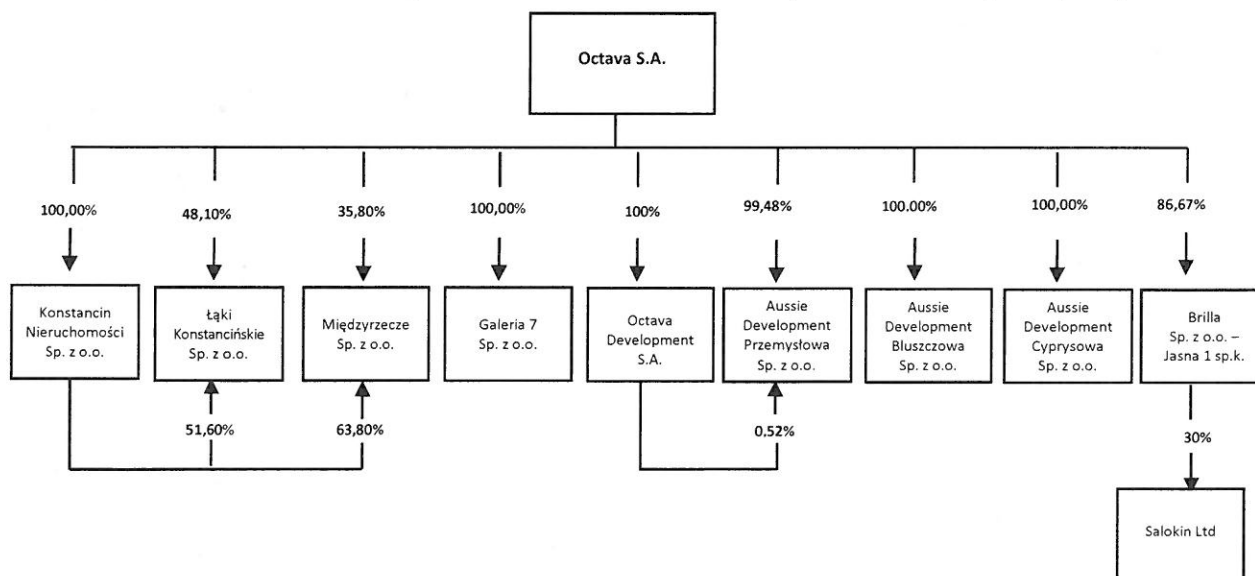 Octava S.A.
100,00%
48,10%
35,80%
100,00%
100%
99,48%
100.00%
100,00%
86,67%
Konstancin
Nieruchomości
Sp. z o.o.
Łąki
Konstancińskie
Sp. z o.o.
Międzyrzecze
Sp. z o.o.
Galeria 7
Sp. z o.o.
Octava
Development
S.A.
Aussie
Development
Przemysłowa
Sp. z o.o.
Aussie
Development
Bluszczowa
Sp. z o.o.
Aussie
Development
Cyprysowa
Sp. z o.o.
Brilla
Sp. z o.o. –
Jasna 1 sp.k.
51,60%
63,80%
0,52%
30%
Salokin Ltd